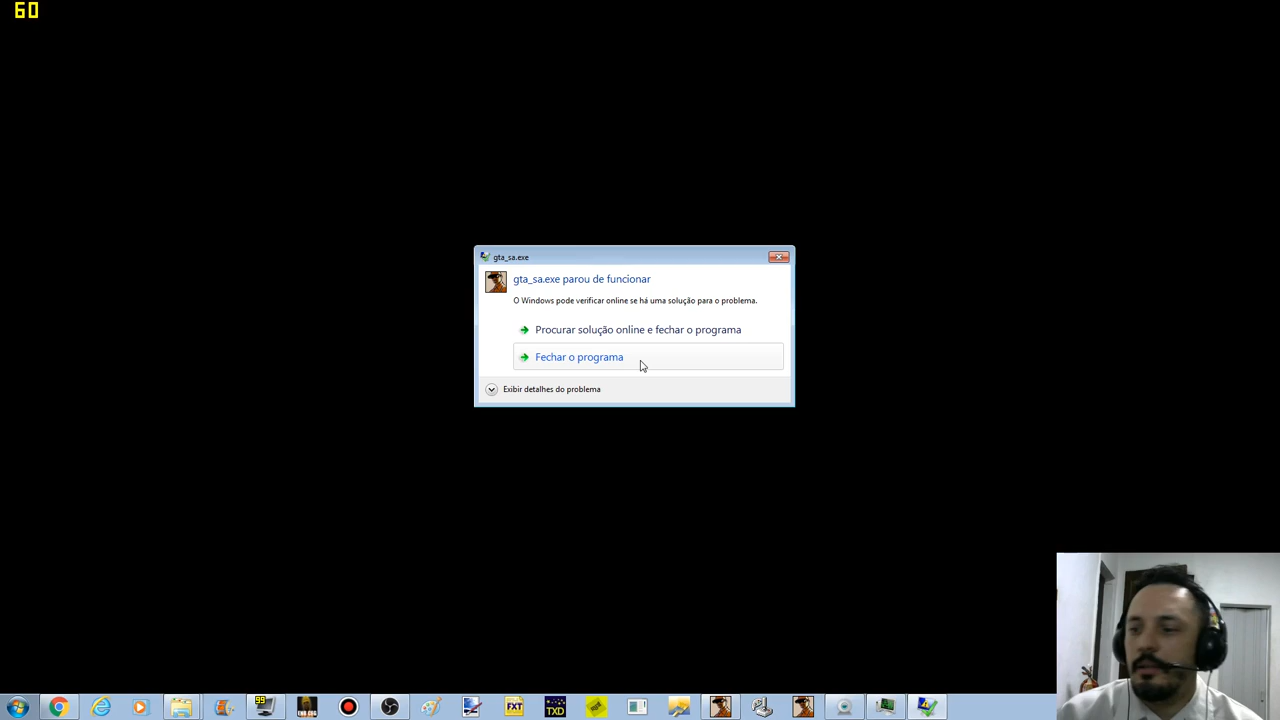 60
gta_sa.exe
gta_sa.exe parou de funcionar
O Windows pode verificar online se há uma solução para o problema.
Procurar solução online e fechar o programa
Fechar o programa
Exibir detalhes do problema
99
FXT
TXD